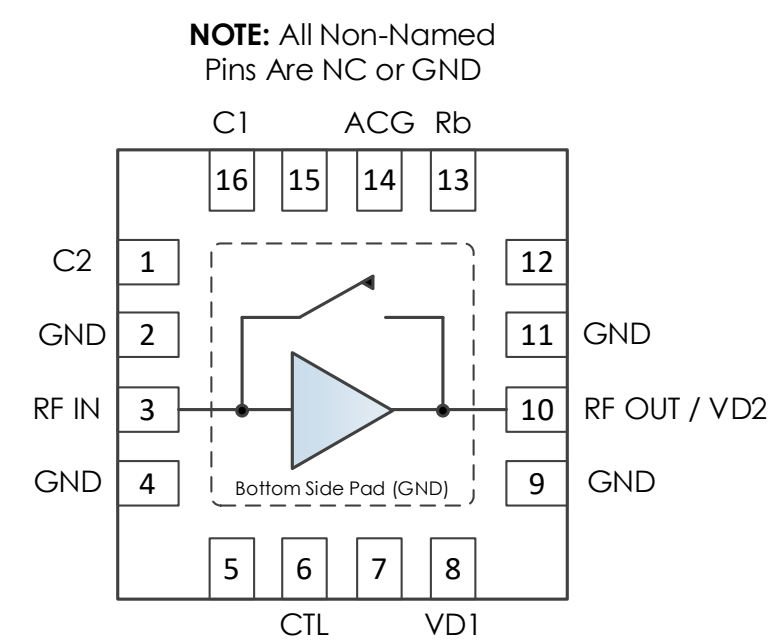 NOTE: All Non-Named
Pins Are NC or GND
C1 ACG Rb
16 15 14 13
C2 1 12
GND 2 11 GND
RF IN 3 10 RF OUT / VD2
GND 4 9 GND
Bottom Side Pad (GND)
5 6 7 8
CTL VD1